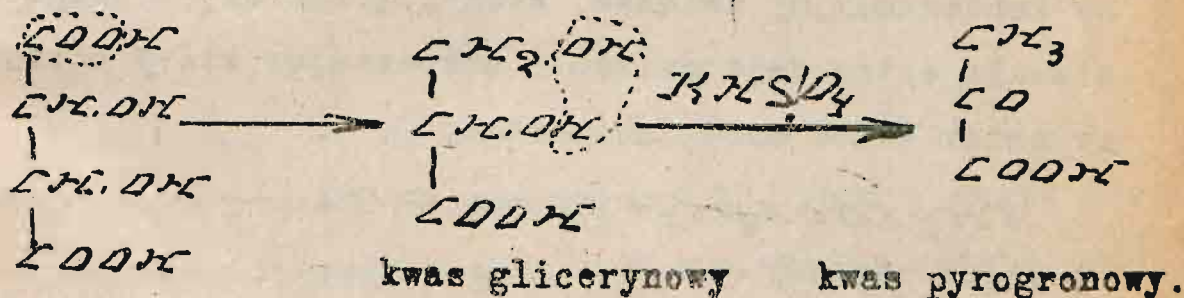 COOH CH2.OH CH3
CH.OH CH.OH KHSO4 CO
CH.OH COOH COOH
COOH
kwas glicerynowy kwas pyrogronowy.